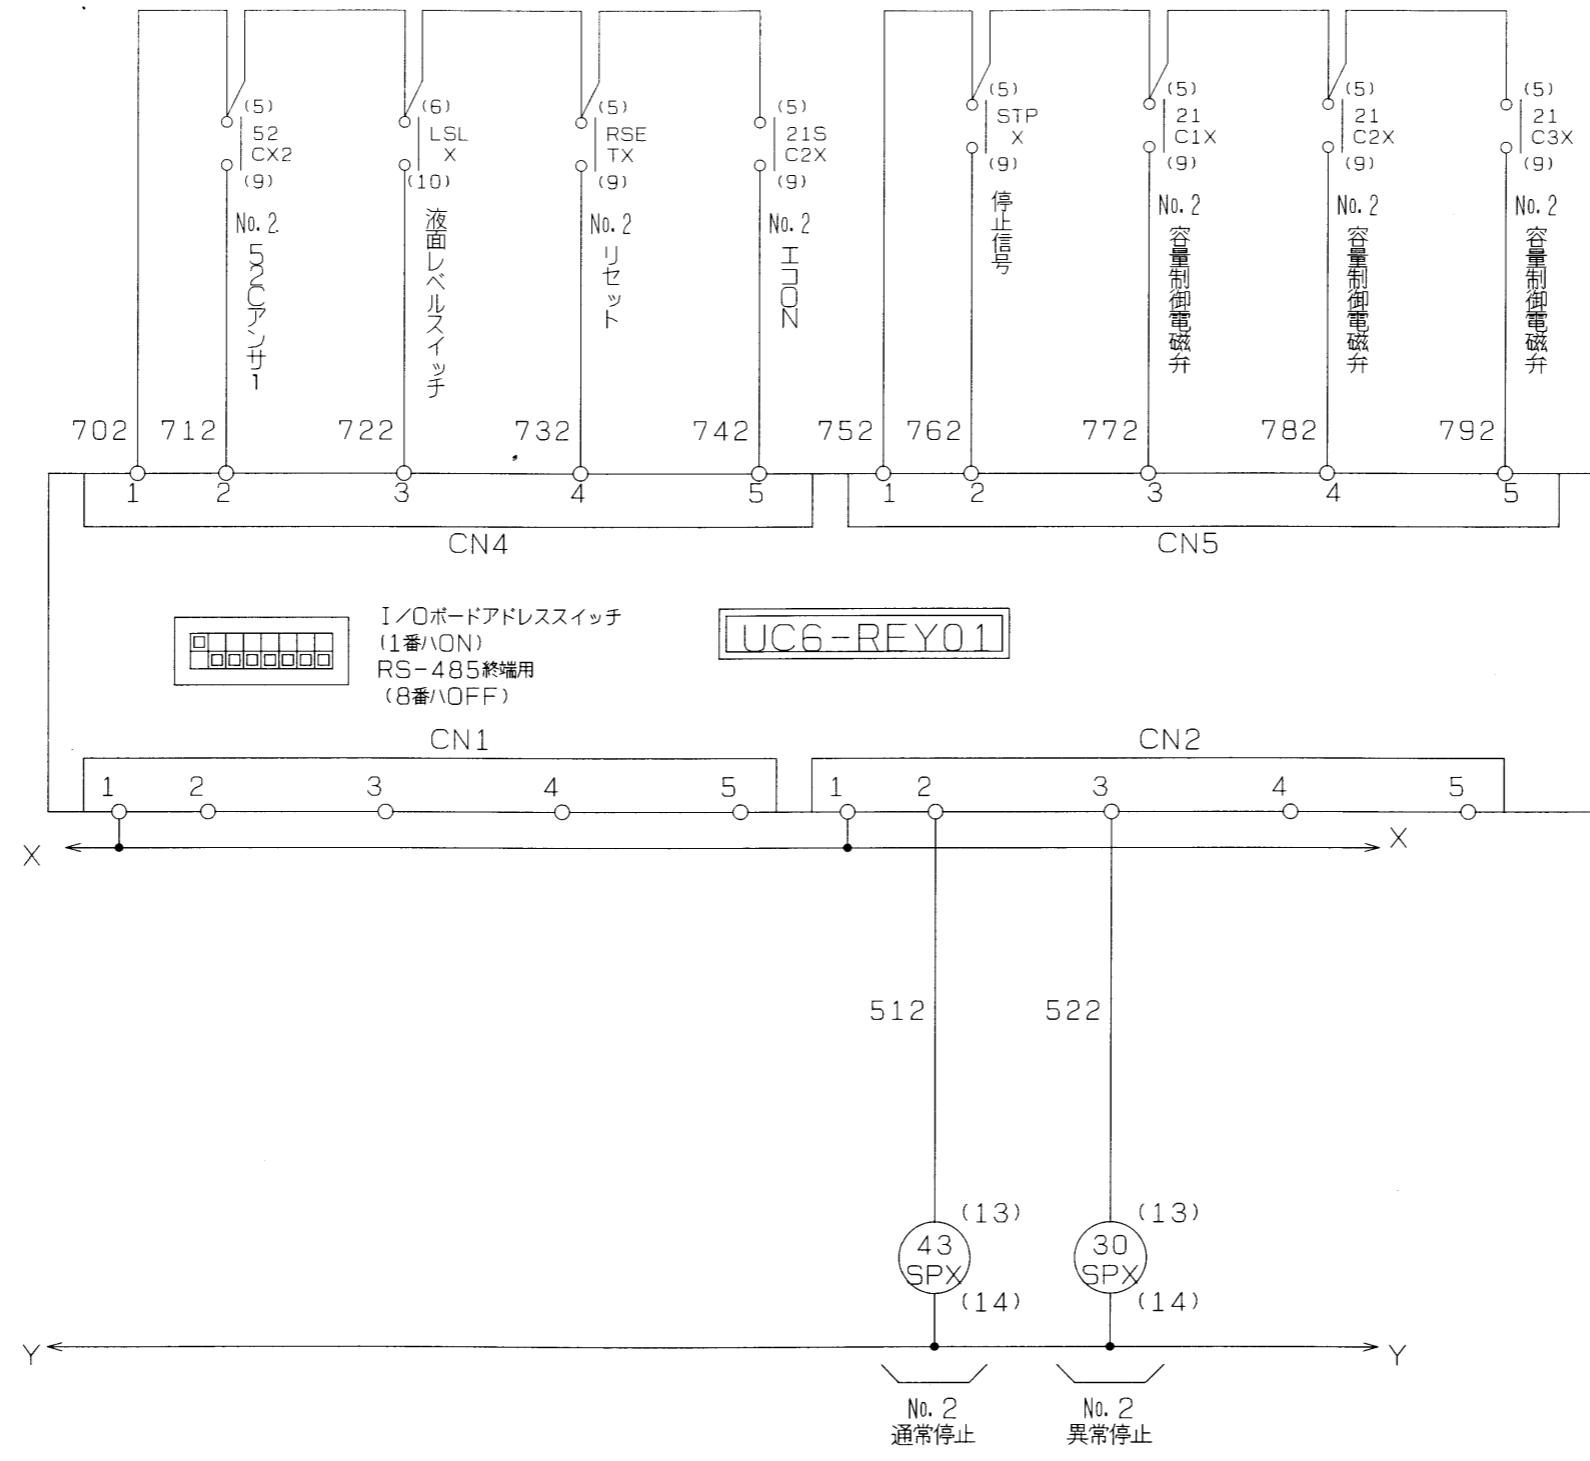 (5)
52
CX2
(9)
No.2
52Cアンサー
(6)
LSL
X
(10)
液面レベルスイッチ
(5)
RSE
TX
(9)
No.2
リセット
(5)
21S
C2X
(9)
No.2
エコON
(5)
STP
X
(9)
停止信号
(5)
21
C1X
(9)
No.2
容量制御電磁弁
(5)
21
C2X
(9)
No.2
容量制御電磁弁
(5)
21
C3X
(9)
No.2
容量制御電磁弁
702 712 722 732 742 752 762 772 782 792
1 2 3 4 5 1 2 3 4 5
CN4 CN5
I/Oボードアドレススイッチ
(1番ハON)
RS-485終端用
(8番ハOFF)
UC6-REY01
CN1 CN2
1 2 3 4 5 1 2 3 4 5
X X
512 522
(13) (13)
43 30
SPX SPX
(14) (14)
Y Y
No.2 No.2
通常停止 異常停止